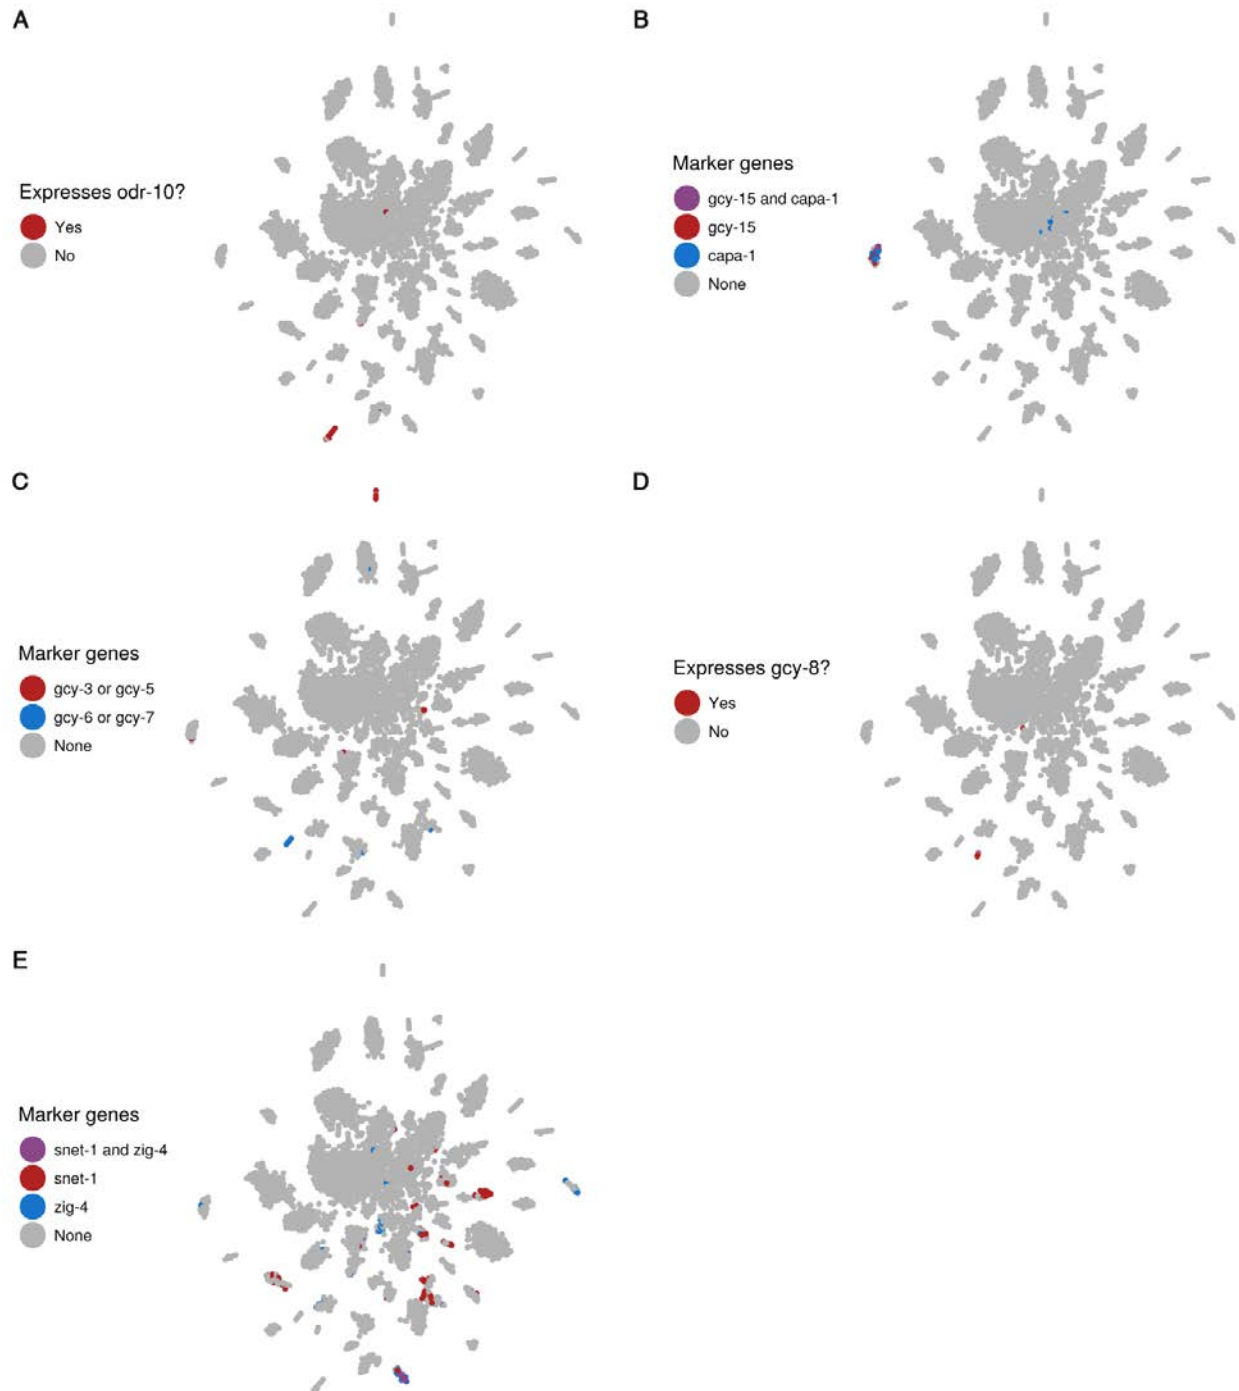 A
Expresses odr-10?
Yes
No
B
Marker genes
gcy-15 and capa-1
gcy-15
capa-1
None
C
Marker genes
gcy-3 or gcy-5
gcy-6 or gcy-7
None
D
Expresses gcy-8?
Yes
No
E
Marker genes
snet-1 and zig-4
snet-1
zig-4
None